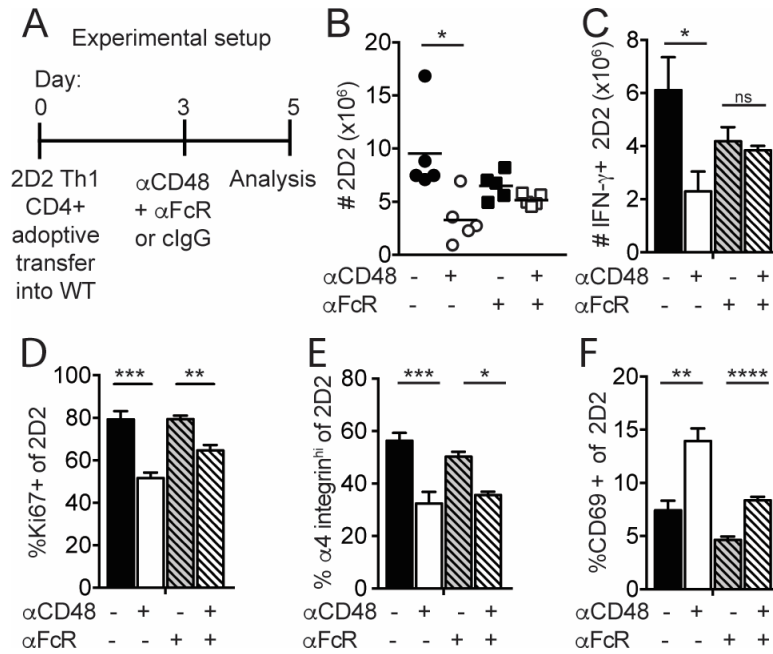 A
Experimental setup
Day:
0 3 5
2D2 Th1
CD4+
adoptive
transfer
into WT
αCD48
+ αFcR
or cIgG
Analysis
B
# 2D2 (x10⁶)
20
15
10
5
0
*
αCD48 - + - +
αFcR - - + +
C
# IFN-γ+ 2D2 (x10⁶)
8
6
4
2
0
*
ns
αCD48 - + - +
αFcR - - + +
D
%Ki67+ of 2D2
100
80
60
40
20
0
***
**
αCD48 - + - +
αFcR - - + +
E
% α4 integrinʰⁱ of 2D2
80
60
40
20
0
***
*
αCD48 - + - +
αFcR - - + +
F
%CD69 + of 2D2
20
15
10
5
0
**
****
αCD48 - + - +
αFcR - - + +